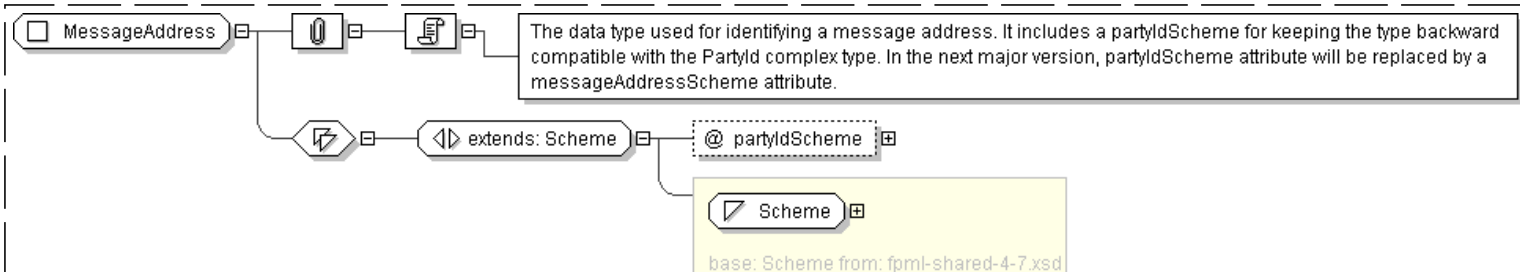 MessageAddress
The data type used for identifying a message address. It includes a partyIdScheme for keeping the type backward
compatible with the PartyId complex type. In the next major version, partyIdScheme attribute will be replaced by a
messageAddressScheme attribute.
extends: Scheme
@ partyIdScheme
Scheme
base: Scheme from: fpml-shared-4-7.xsd